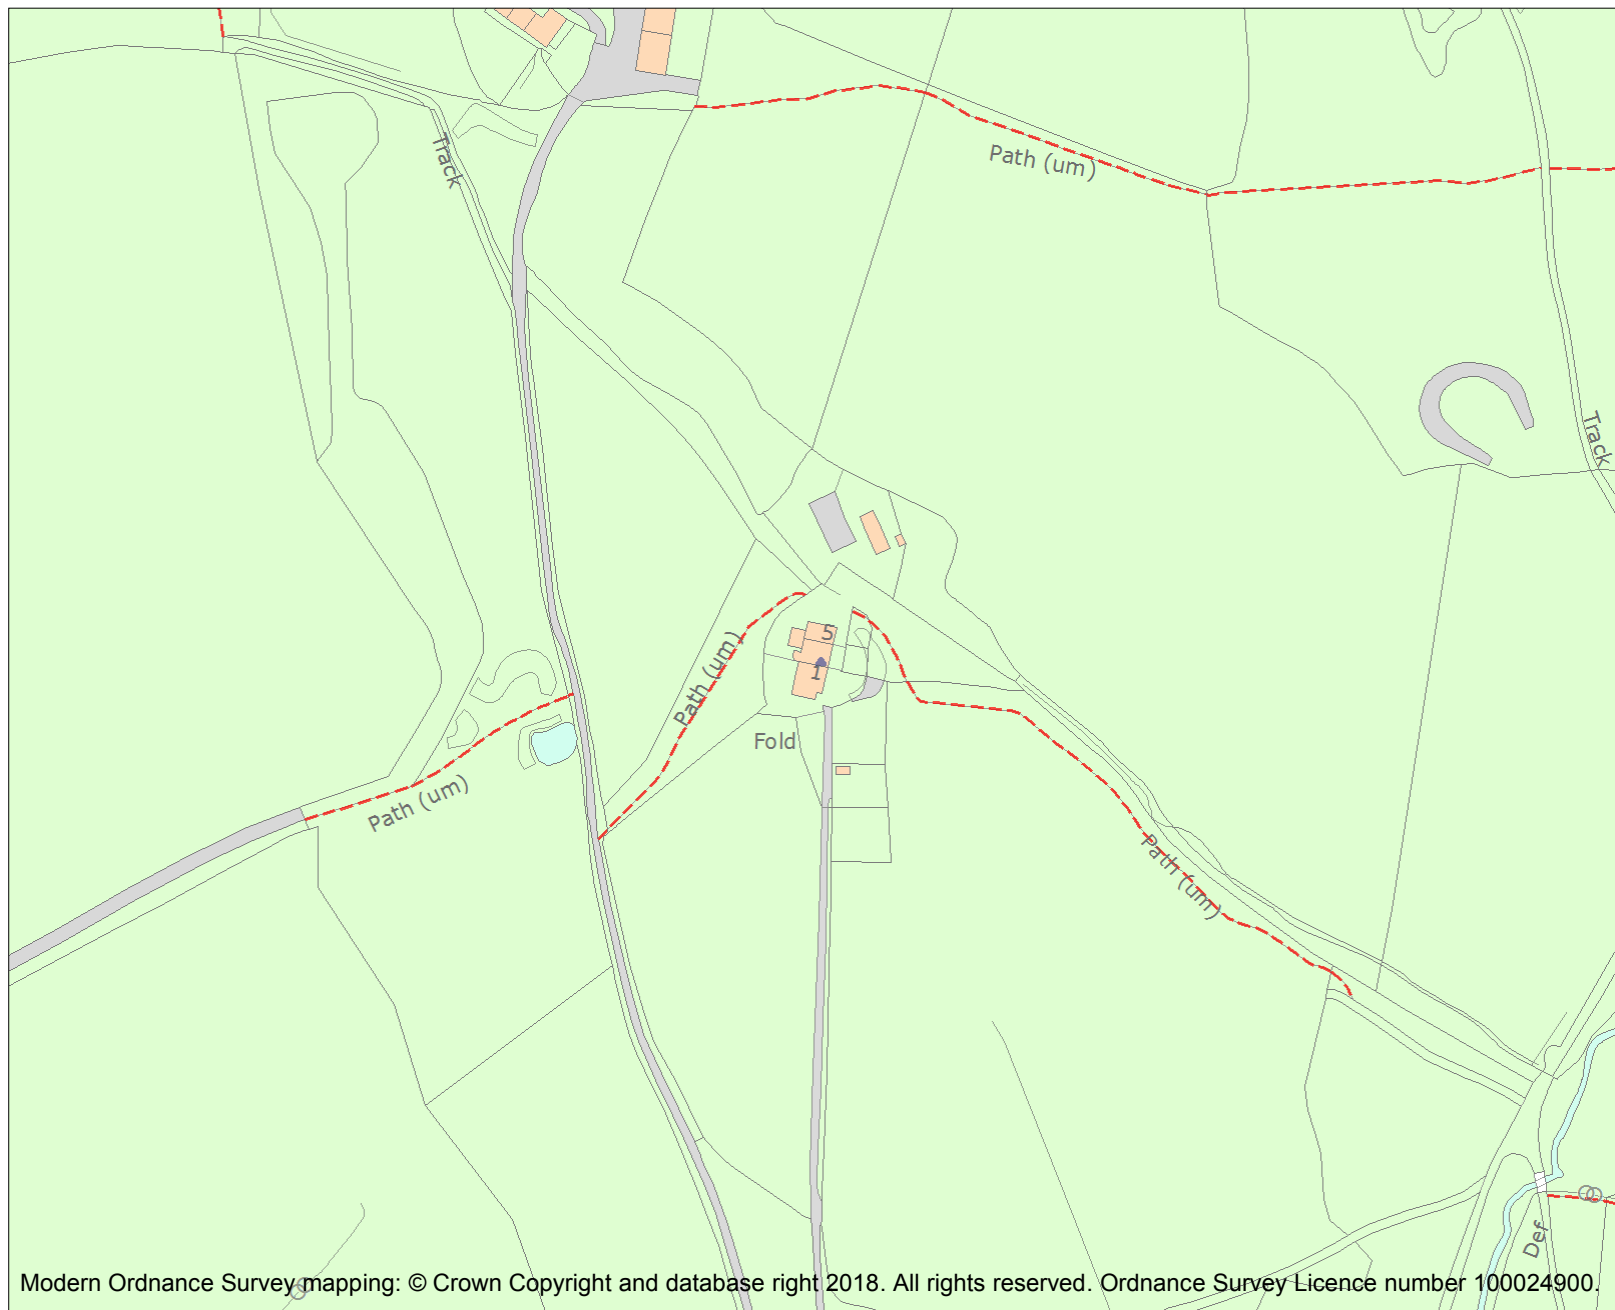 Track
Path (um)
Track
5
1
Path (um)
Fold
Path (um)
Path (um)
Def
Modern Ordnance Survey mapping: © Crown Copyright and database right 2018. All rights reserved. Ordnance Survey Licence number 100024900.